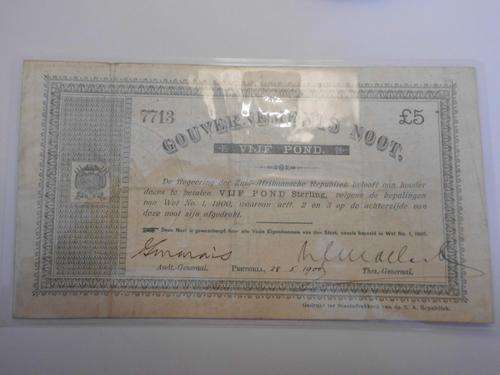 7713 £5
GOUVERNEMENTS NOOT.
VIJF POND.
De Regeering der Zuid-Afrikaansche Republiek belooft aan houder
dezes te betalen VIJF POND Sterling, volgens de bepalingen
van Wet No. 1, 1900, waarvan artt. 2 en 3 op de achterzijde van
deze noot zijn afgedrukt.
Deze Noot is gewaarborgd door alle Vaste Eigendommen van den Staat, zooals bepaald in Wet No. 1, 1900.
Audt.-Generaal. PRETORIA, 28.5.1900 Thes.-Generaal.
Gedrukt ter Staatsdrukkerij van de Z. A. Republiek.